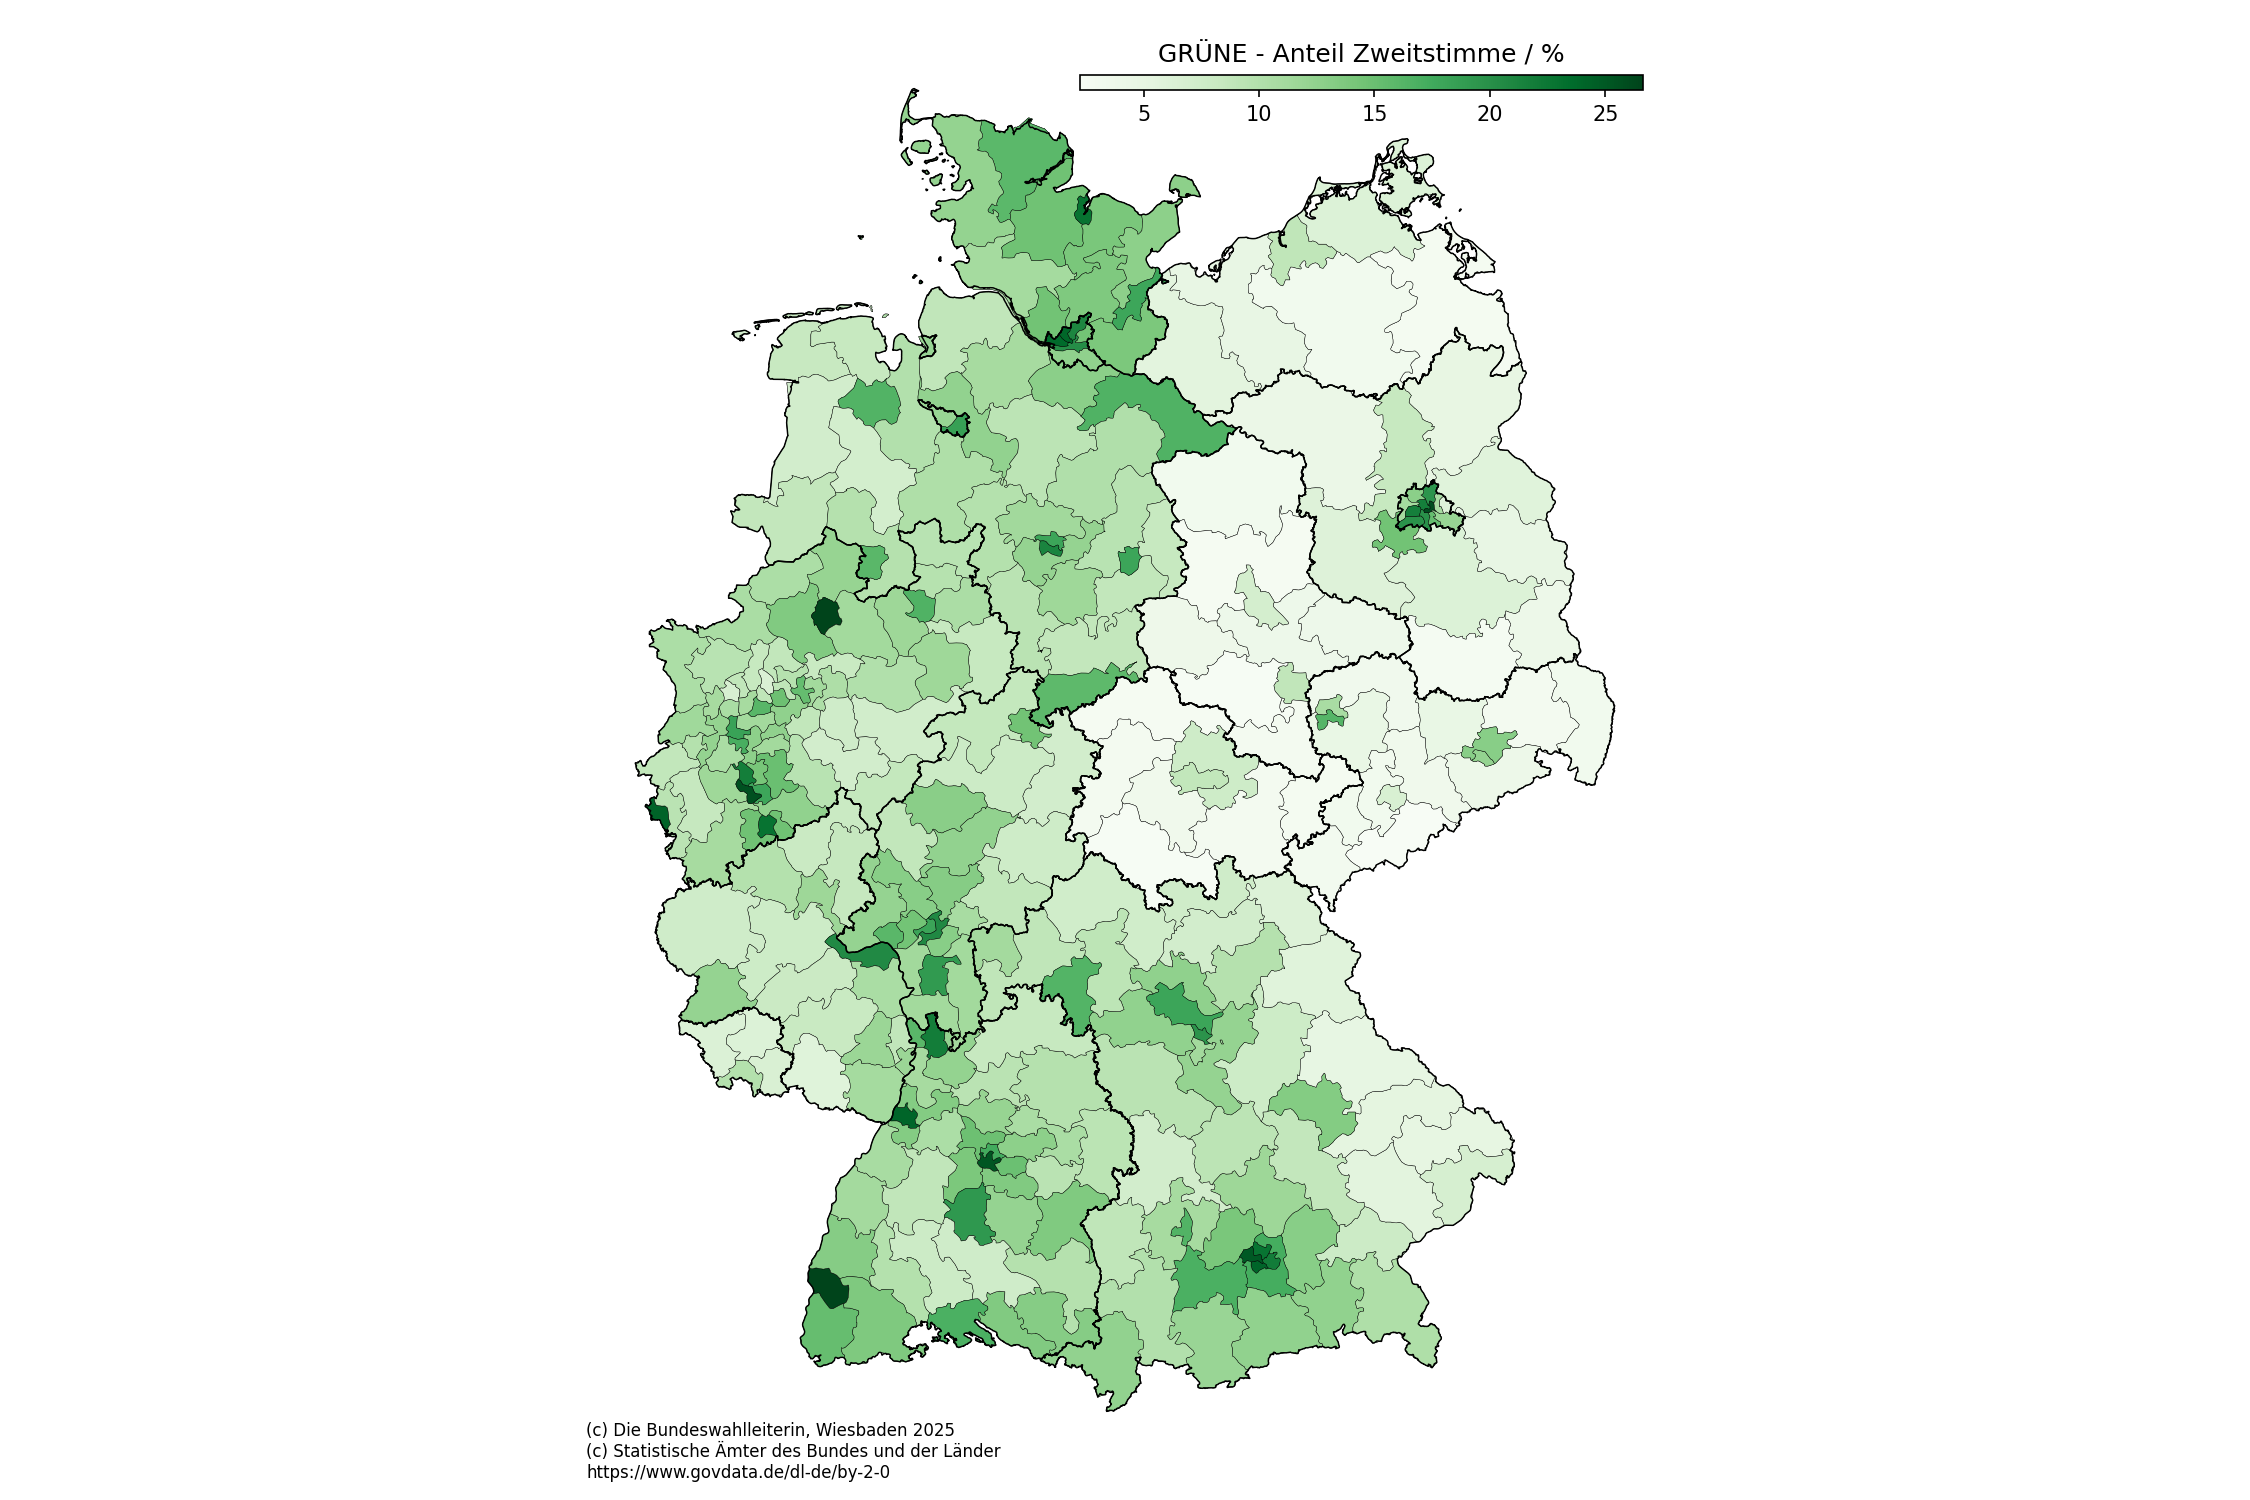 GRÜNE - Anteil Zweitstimme / %
5 10 15 20 25
(c) Die Bundeswahlleiterin, Wiesbaden 2025
(c) Statistische Ämter des Bundes und der Länder
https://www.govdata.de/dl-de/by-2-0